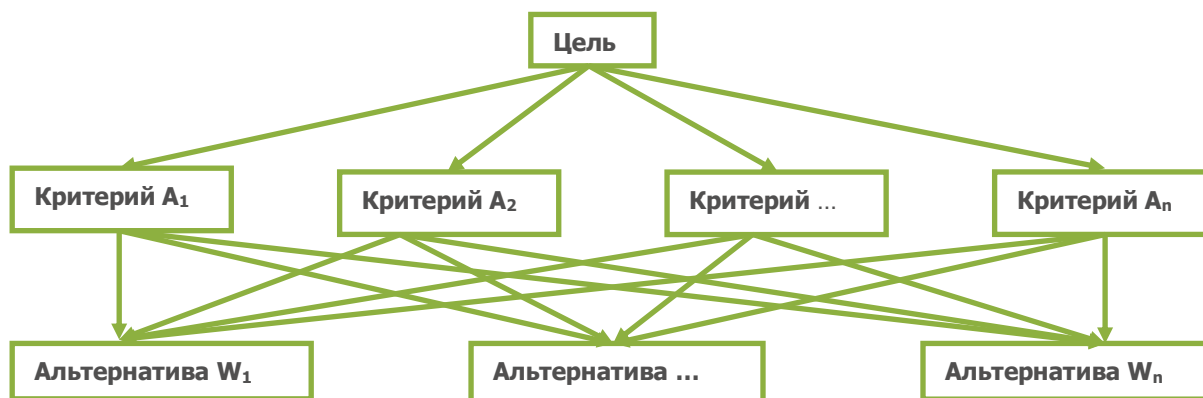 Цель
Критерий A₁
Критерий A₂
Критерий ...
Критерий Aₙ
Альтернатива W₁
Альтернатива ...
Альтернатива Wₙ